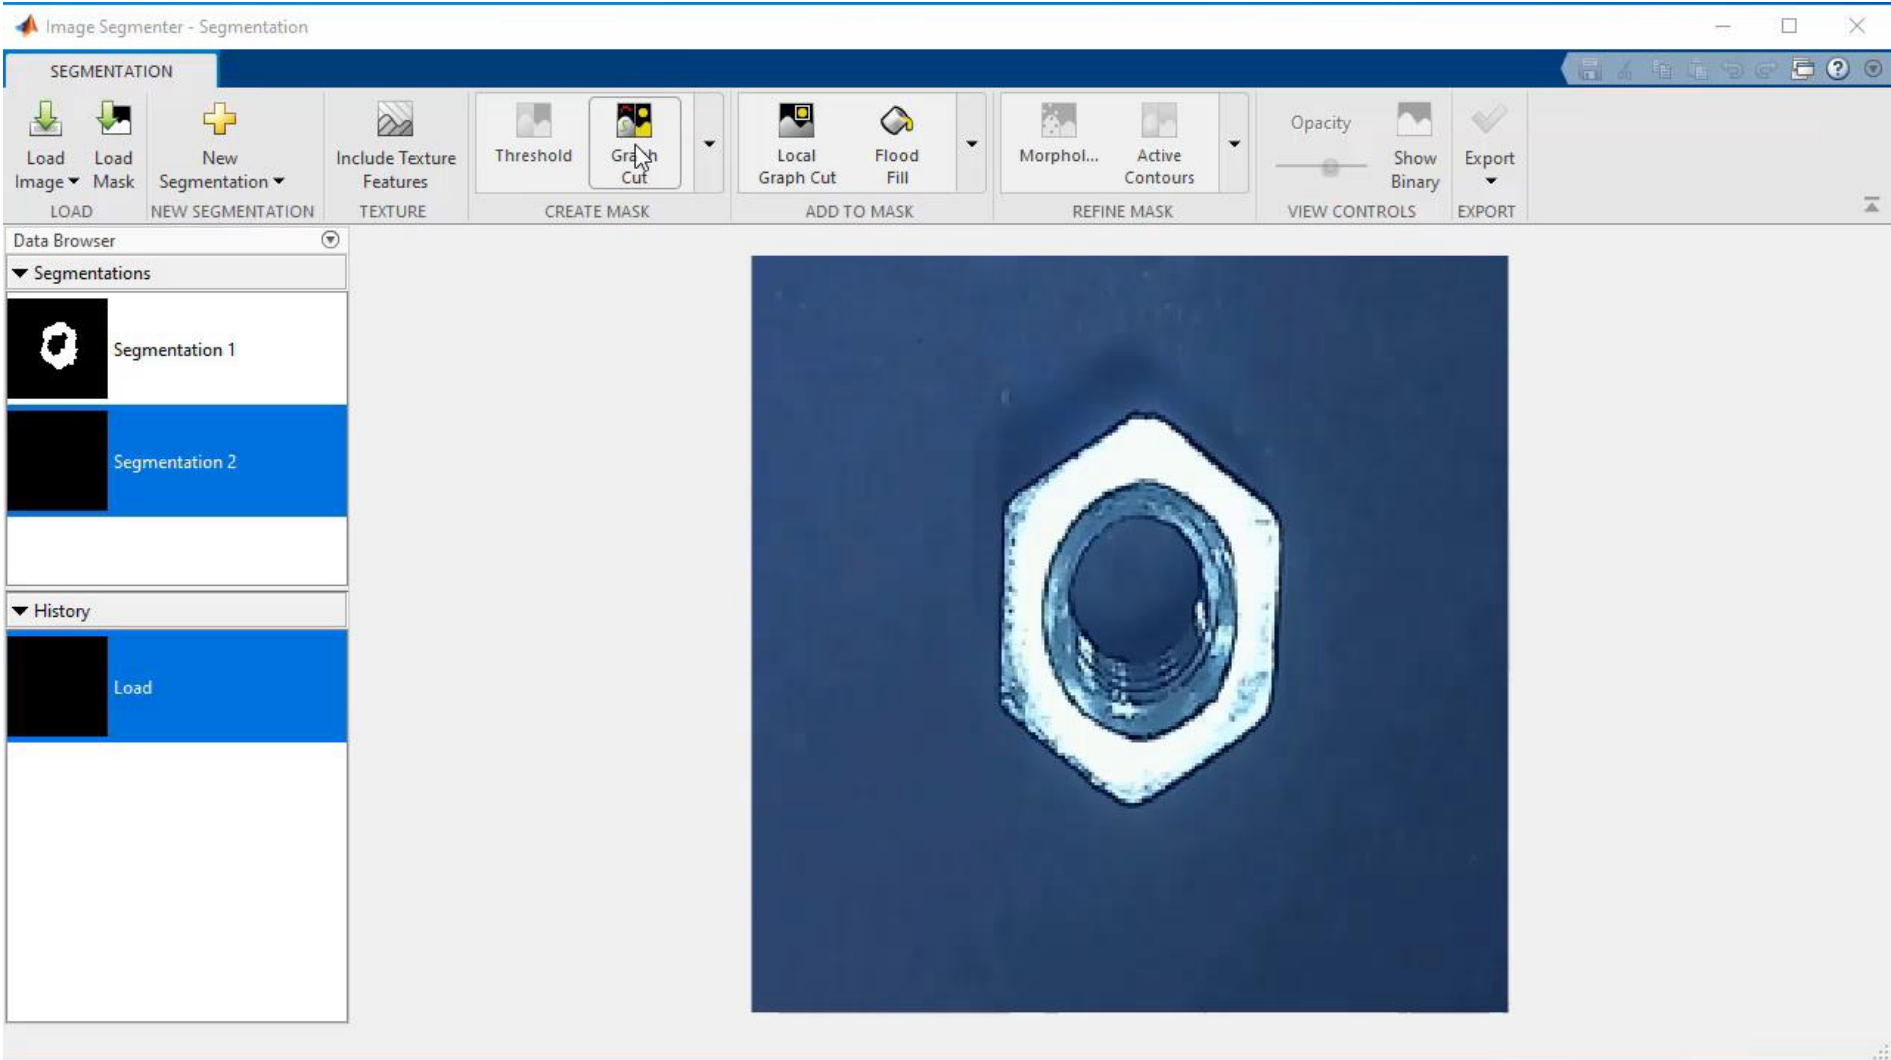 Image Segmenter - Segmentation
SEGMENTATION
Load
Image
Load
Mask
New
Segmentation
Include Texture
Features
Threshold
Graph
Cut
Local
Graph Cut
Flood
Fill
Morphol...
Active
Contours
Opacity
Show
Binary
Export
LOAD
NEW SEGMENTATION
TEXTURE
CREATE MASK
ADD TO MASK
REFINE MASK
VIEW CONTROLS
EXPORT
Data Browser
Segmentations
Segmentation 1
Segmentation 2
History
Load